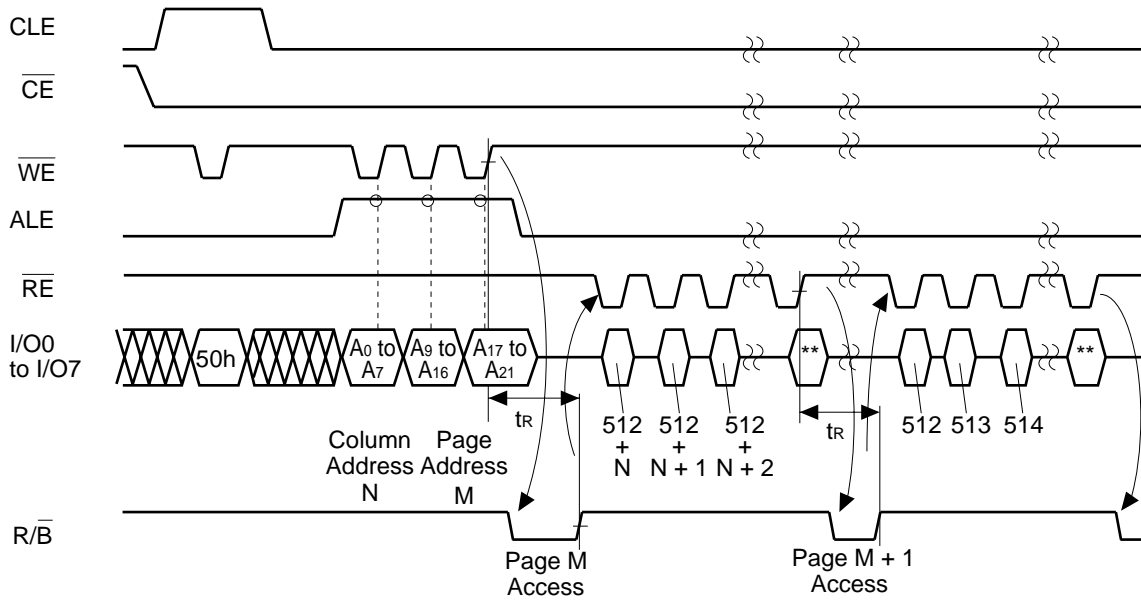 CLE
CE
WE
ALE
RE
I/O0
to I/O7
50h
A0 to
A7
A9 to
A16
A17 to
A21
**
**
tR
tR
512
+
N
512
+
N + 1
512
+
N + 2
512
513
514
Column
Address
N
Page
Address
M
R/B
Page M
Access
Page M + 1
Access